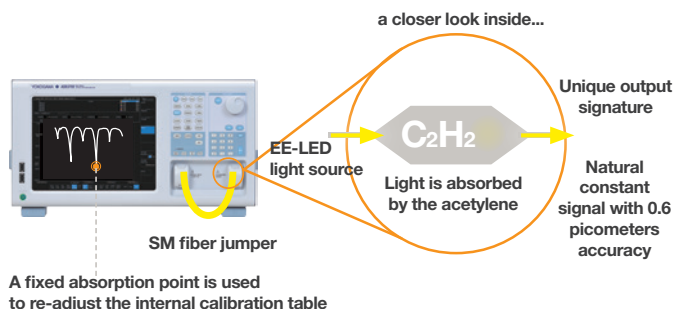 a closer look inside...
YOKOGAWA
EE-LED
light source
C2H2
Light is absorbed
by the acetylene
Unique output
signature
Natural
constant
signal with 0.6
picometers
accuracy
SM fiber jumper
A fixed absorption point is used
to re-adjust the internal calibration table